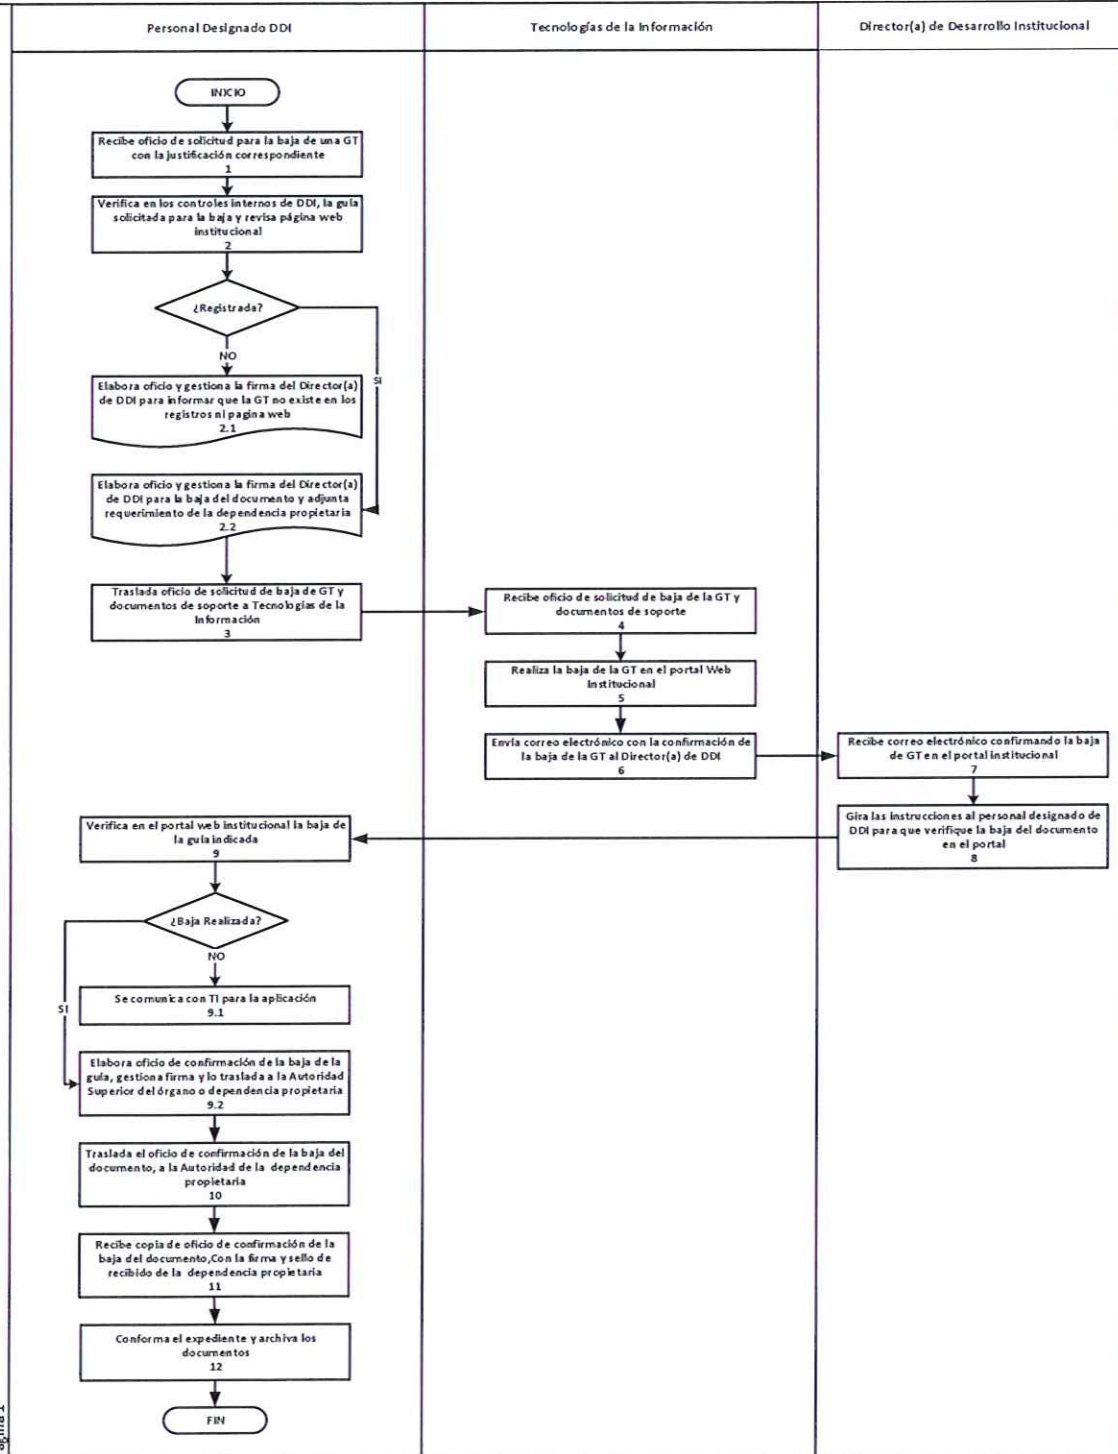 Personal Designado DDI
Tecnologías de la Información
Director(a) de Desarrollo Institucional
INICIO
Recibe oficio de solicitud para la baja de una GT
con la justificación correspondiente
1
Verifica en los controles internos de DDI, la guía
solicitada para la baja y revisa página web
institucional
2
¿Registrada?
NO
SI
Elabora oficio y gestiona la firma del Director(a)
de DDI para informar que la GT no existe en los
registros ni pagina web
2.1
Elabora oficio y gestiona la firma del Director(a)
de DDI para la baja del documento y adjunta
requerimiento de la dependencia propietaria
2.2
Traslada oficio de solicitud de baja de GT y
documentos de soporte a Tecnologías de la
Información
3
Recibe oficio de solicitud de baja de la GT y
documentos de soporte
4
Realiza la baja de la GT en el portal Web
Institucional
5
Envía correo electrónico con la confirmación de
la baja de la GT al Director(a) de DDI
6
Recibe correo electrónico confirmando la baja
de GT en el portal institucional
7
Gira las instrucciones al personal designado de
DDI para que verifique la baja del documento
en el portal
8
Verifica en el portal web institucional la baja de
la guía indicada
9
¿Baja Realizada?
NO
SI
Se comunica con TI para la aplicación
9.1
Elabora oficio de confirmación de la baja de la
guía, gestiona firma y lo traslada a la Autoridad
Superior del órgano o dependencia propietaria
9.2
Traslada el oficio de confirmación de la baja del
documento, a la Autoridad de la dependencia
propietaria
10
Recibe copia de oficio de confirmación de la
baja del documento,Con la firma y sello de
recibido de la dependencia propietaria
11
Conforma el expediente y archiva los
documentos
12
FIN